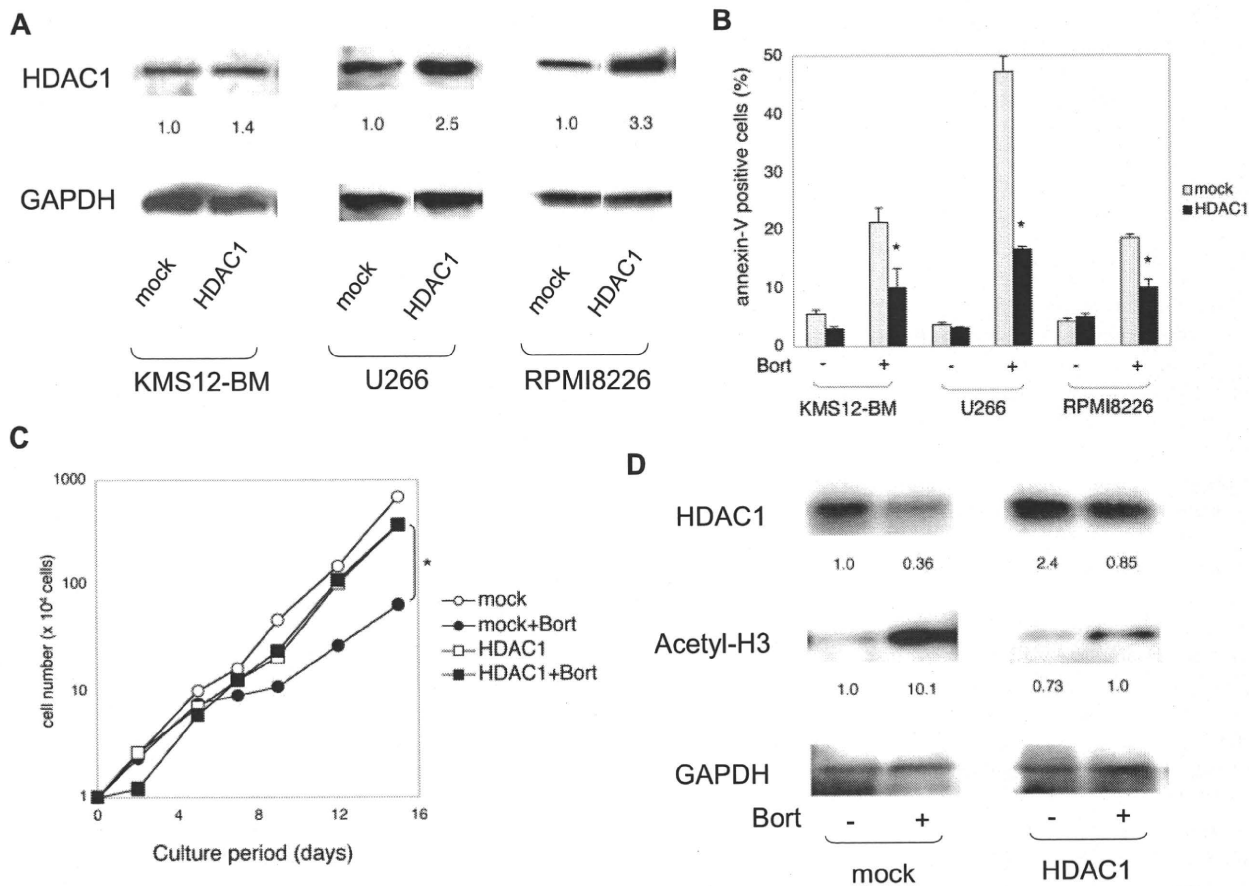 A
HDAC1
1.0 1.4 1.0 2.5 1.0 3.3
GAPDH
mock HDAC1 mock HDAC1 mock HDAC1
KMS12-BM U266 RPMI8226
B
annexin-V positive cells (%)
50
40
30
20
10
0
* * *
mock
HDAC1
Bort - + - + - +
KMS12-BM U266 RPMI8226
C
cell number (x 10⁴ cells)
1000
100
10
1
0 4 8 12 16
Culture period (days)
*
mock
mock+Bort
HDAC1
HDAC1+Bort
D
HDAC1
1.0 0.36 2.4 0.85
Acetyl-H3
1.0 10.1 0.73 1.0
GAPDH
Bort - + - +
mock HDAC1